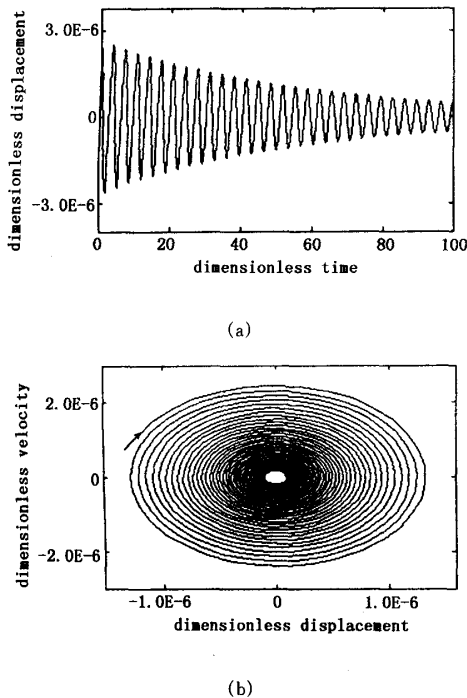 dimensionless displacement
3.0E-6
0
-3.0E-6
0 20 40 60 80 100
dimensionless time
(a)
dimensionless velocity
2.0E-6
0
-2.0E-6
-1.0E-6 0 1.0E-6
dimensionless displacement
(b)